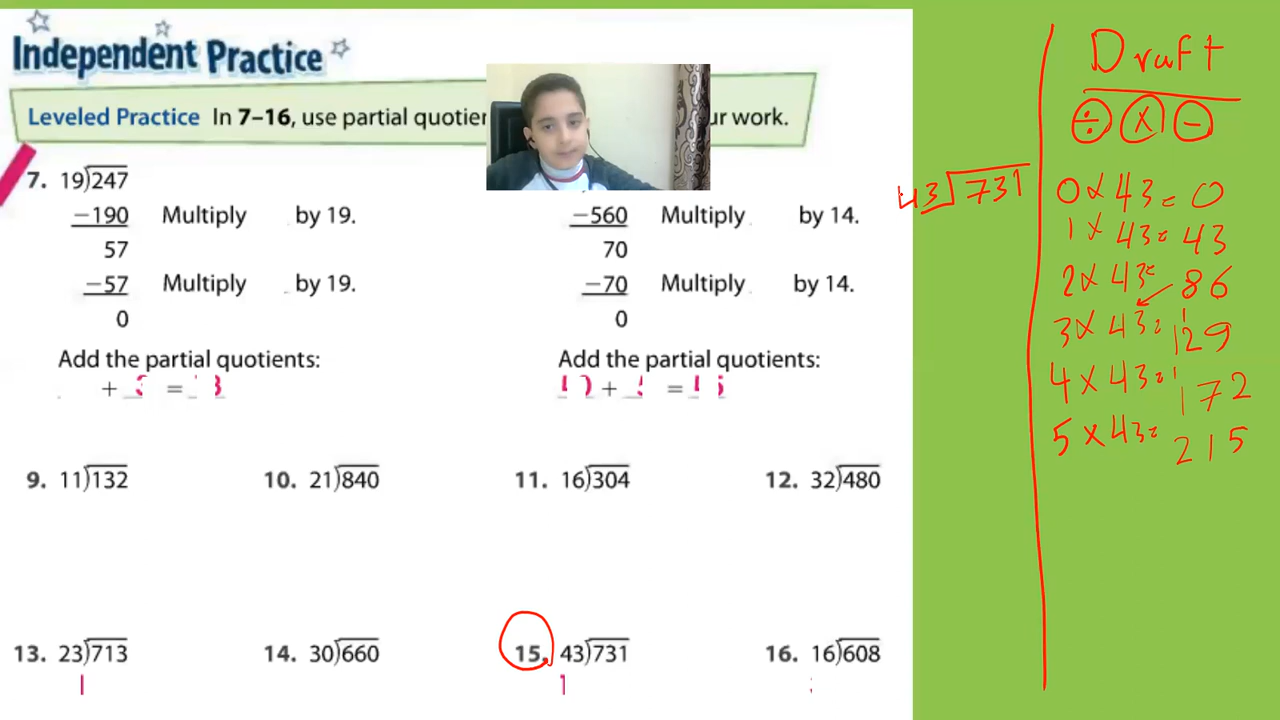 Independent Practice
Leveled Practice In 7–16, use partial work.
7. 19)247
−190 Multiply by 19.
57
−57 Multiply by 19.
0
Add the partial quotients:
+ =
−560 Multiply by 14.
70
−70 Multiply by 14.
0
Add the partial quotients:
+ =
9. 11)132
10. 21)840
11. 16)304
12. 32)480
13. 23)713
14. 30)660
15. 43)731
16. 16)608
43)731
Draft
÷ × −
0 × 43 = 0
1 × 43 = 43
2 × 43 = 86
3 × 43 = 129
4 × 43 = 172
5 × 43 = 215